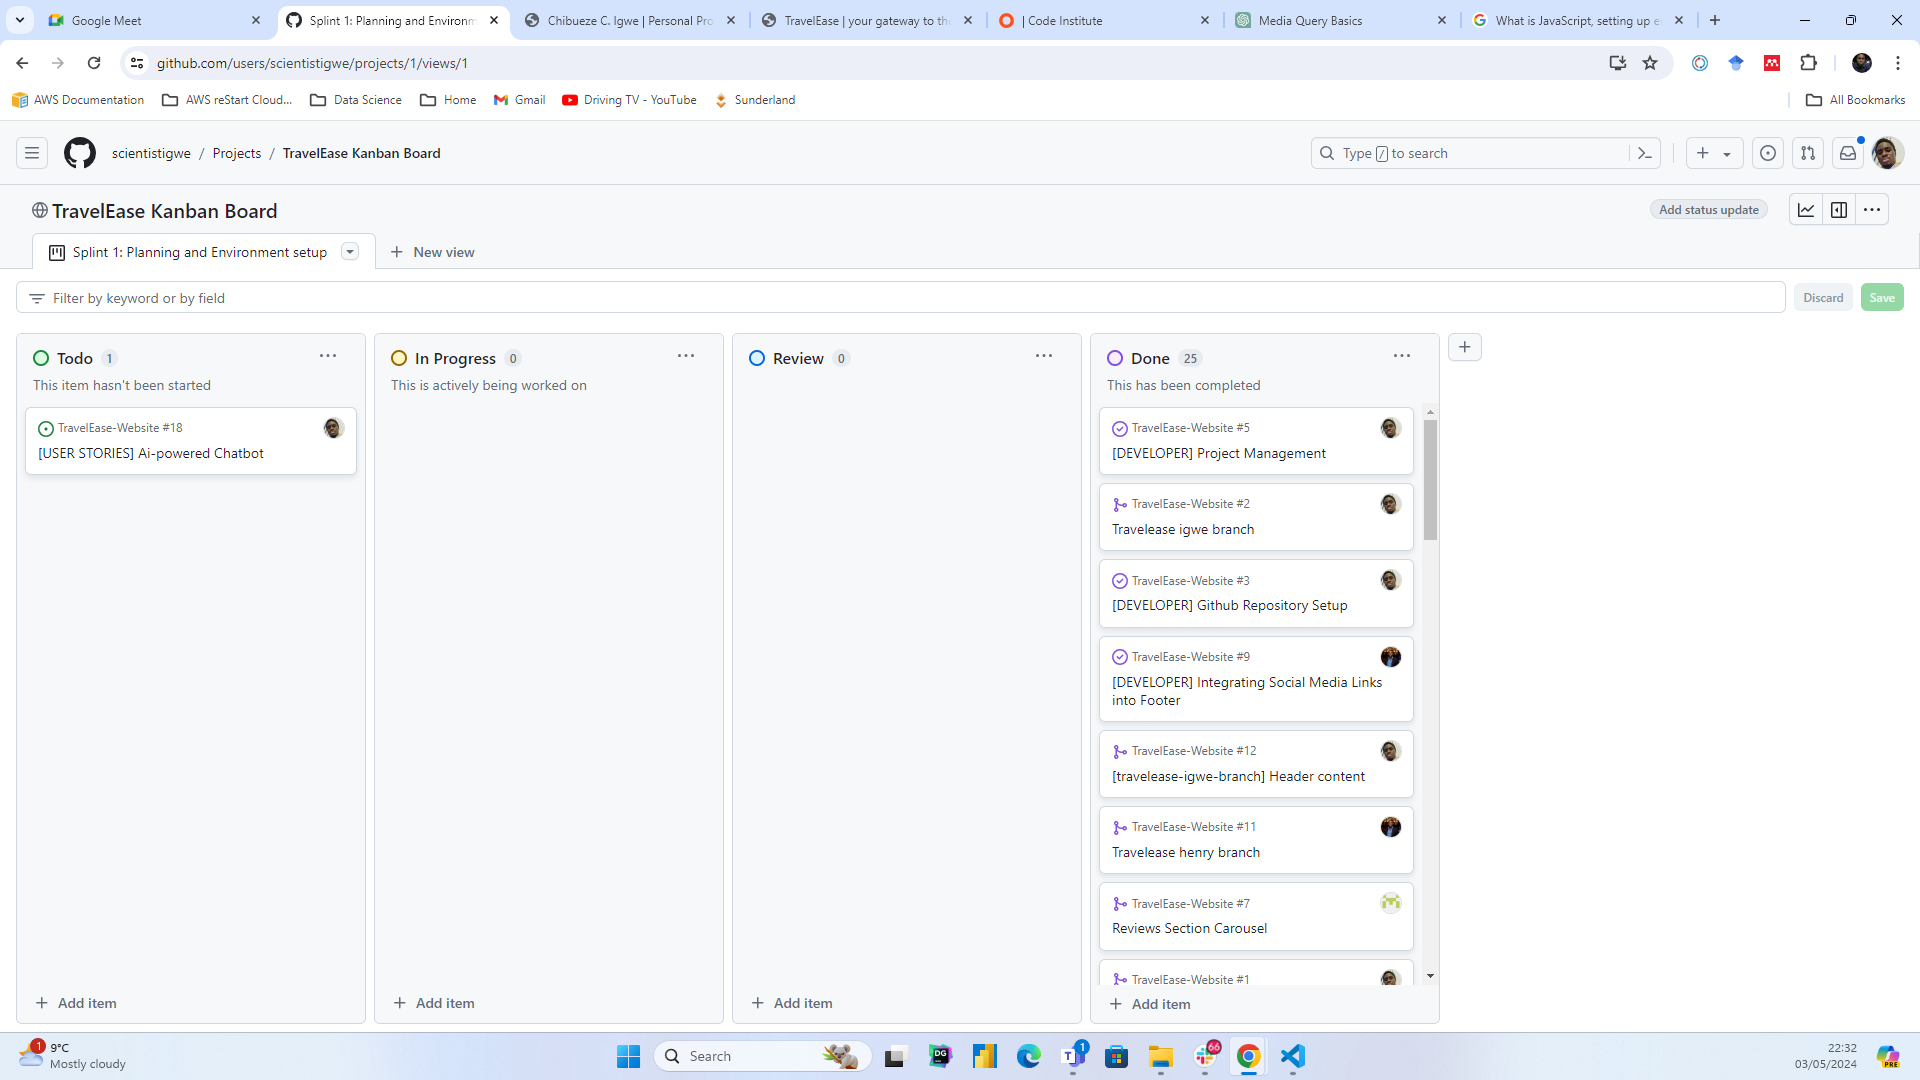 Google Meet
Splint 1: Planning and Environm
Chibueze C. Igwe | Personal Pro
TravelEase | your gateway to the
| Code Institute
Media Query Basics
What is JavaScript, setting up e
github.com/users/scientistigwe/projects/1/views/1
AWS Documentation
AWS reStart Cloud...
Data Science
Home
Gmail
Driving TV - YouTube
Sunderland
All Bookmarks
scientistigwe / Projects / TravelEase Kanban Board
Type / to search
TravelEase Kanban Board
Add status update
Splint 1: Planning and Environment setup
New view
Filter by keyword or by field
Discard
Save
Todo 1
This item hasn't been started
TravelEase-Website #18
[USER STORIES] Ai-powered Chatbot
Add item
In Progress 0
This is actively being worked on
Add item
Review 0
Add item
Done 25
This has been completed
TravelEase-Website #5
[DEVELOPER] Project Management
TravelEase-Website #2
Travelease igwe branch
TravelEase-Website #3
[DEVELOPER] Github Repository Setup
TravelEase-Website #9
[DEVELOPER] Integrating Social Media Links
into Footer
TravelEase-Website #12
[travelease-igwe-branch] Header content
TravelEase-Website #11
Travelease henry branch
TravelEase-Website #7
Reviews Section Carousel
TravelEase-Website #1
Add item
1
9°C
Mostly cloudy
Search
DG
1
66
22:32
03/05/2024
PRE